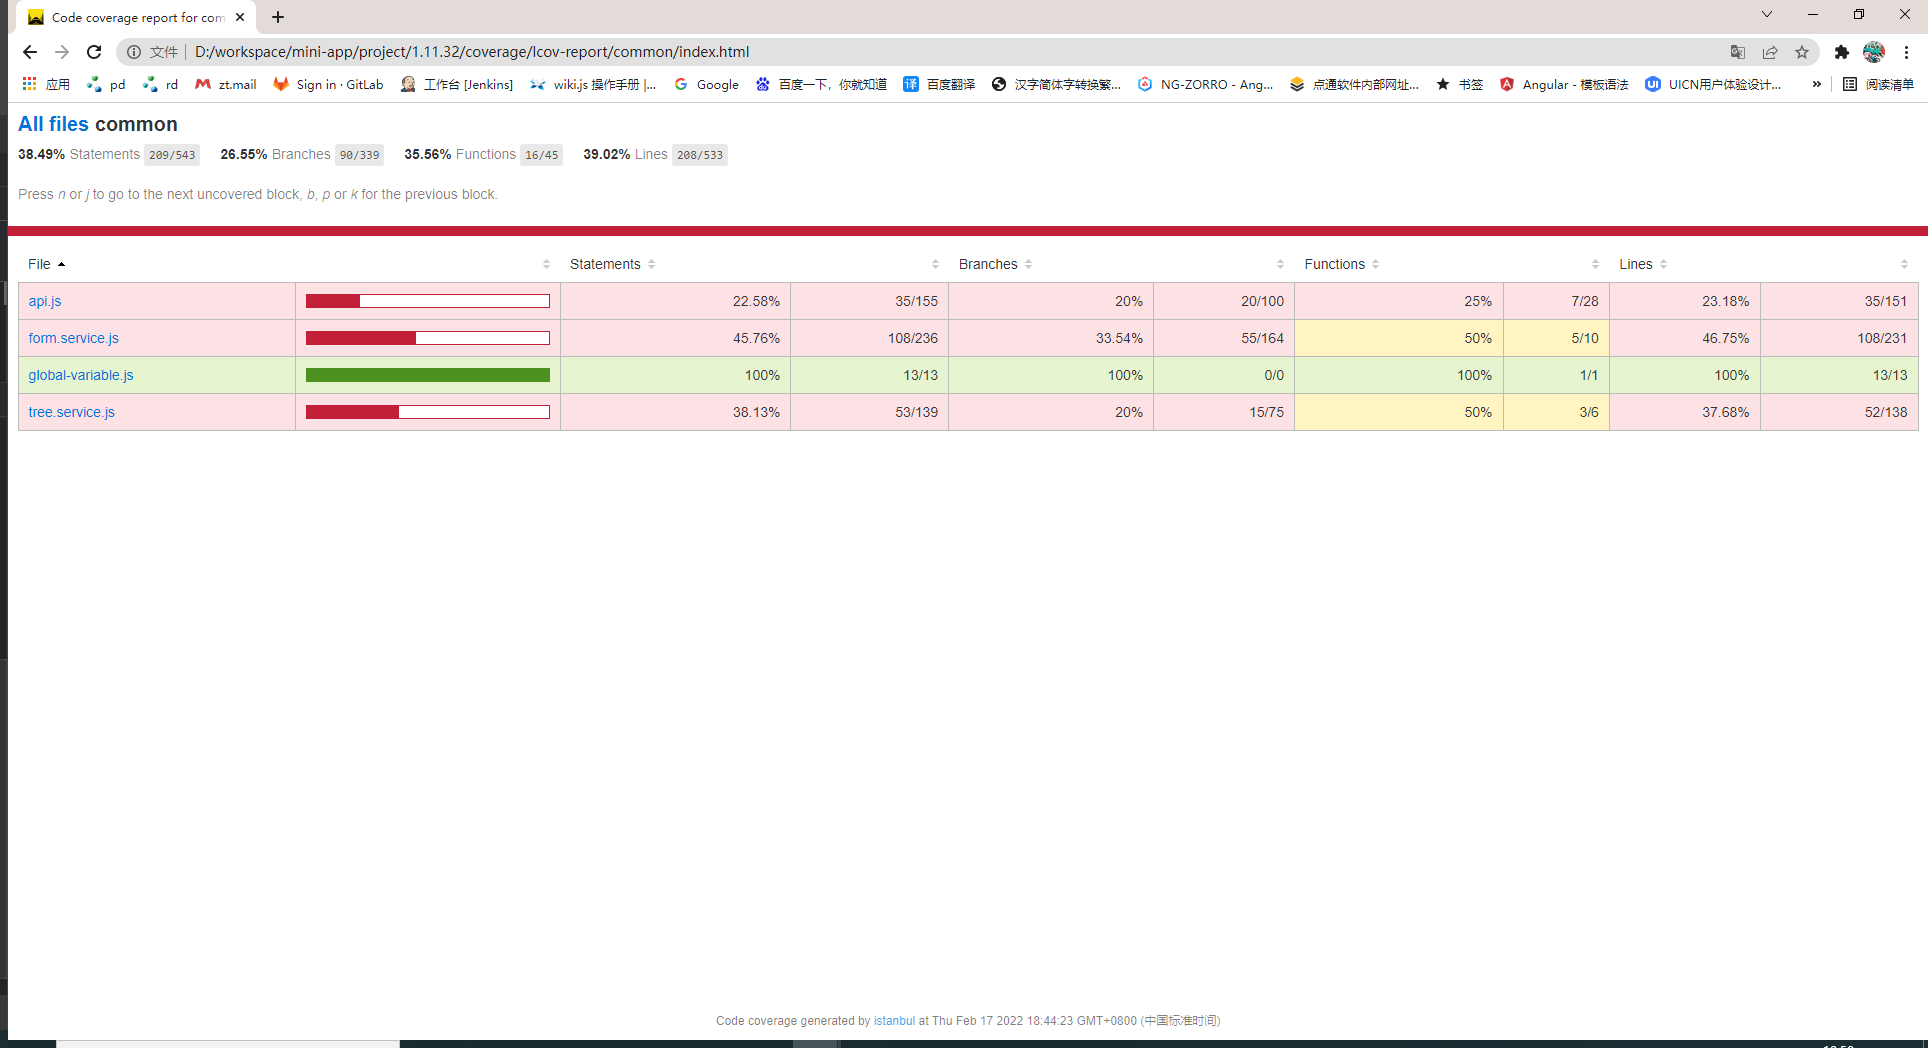 Code coverage report for com
文件 D:/workspace/mini-app/project/1.11.32/coverage/lcov-report/common/index.html
应用 pd rd zt.mail Sign in · GitLab 工作台 [Jenkins] wiki.js 操作手册 |... Google 百度一下，你就知道 译 百度翻译 汉字简体字转换繁... NG-ZORRO - Ang... 点通软件内部网址... 书签 Angular - 模板语法 UI UICN用户体验设计... » 阅读清单
All files common
38.49% Statements 209/543 26.55% Branches 90/339 35.56% Functions 16/45 39.02% Lines 208/533
Press n or j to go to the next uncovered block, b, p or k for the previous block.
File Statements Branches Functions Lines
api.js 22.58% 35/155 20% 20/100 25% 7/28 23.18% 35/151
form.service.js 45.76% 108/236 33.54% 55/164 50% 5/10 46.75% 108/231
global-variable.js 100% 13/13 100% 0/0 100% 1/1 100% 13/13
tree.service.js 38.13% 53/139 20% 15/75 50% 3/6 37.68% 52/138
Code coverage generated by istanbul at Thu Feb 17 2022 18:44:23 GMT+0800 (中国标准时间)